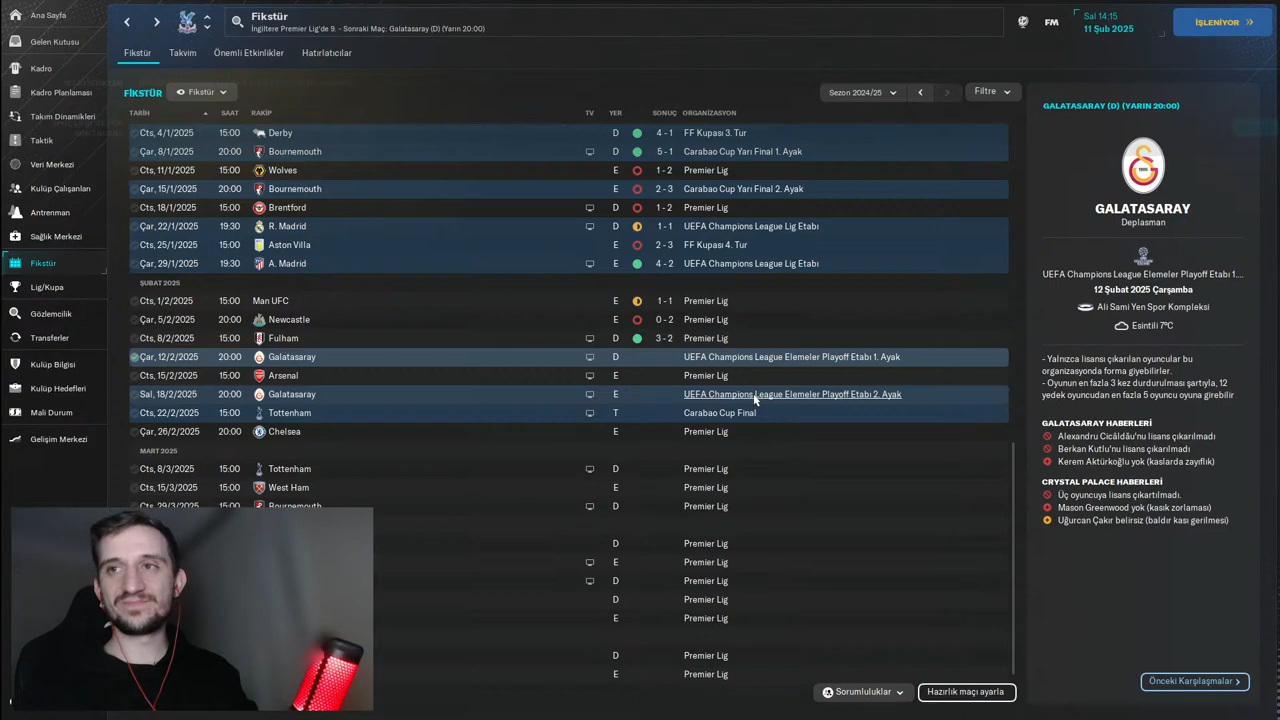 Ana Sayfa
Gelen Kutusu
Kadro
Kadro Planlaması
Takım Dinamikleri
Taktik
Veri Merkezi
Kulüp Çalışanları
Antrenman
Sağlık Merkezi
Fikstür
Lig/Kupa
Gözlemcilik
Transferler
Kulüp Bilgisi
Kulüp Hedefleri
Mali Durum
Gelişim Merkezi
Fikstür
İngiltere Premier Lig'de 9. - Sonraki Maç: Galatasaray (D) (Yarın 20:00)
FM
Sal 14:15
11 Şub 2025
İŞLENİYOR
Fikstür Takvim Önemli Etkinlikler Hatırlatıcılar
FİKSTÜR Fikstür Sezon 2024/25 Filtre
TARİH SAAT RAKİP TV YER SONUÇ ORGANİZASYON
Cts, 4/1/2025 15:00 Derby D 4 - 1 FF Kupası 3. Tur
Çar, 8/1/2025 20:00 Bournemouth D 5 - 1 Carabao Cup Yarı Final 1. Ayak
Cts, 11/1/2025 15:00 Wolves E 1 - 2 Premier Lig
Çar, 15/1/2025 20:00 Bournemouth E 2 - 3 Carabao Cup Yarı Final 2. Ayak
Cts, 18/1/2025 15:00 Brentford D 1 - 2 Premier Lig
Çar, 22/1/2025 19:30 R. Madrid D 1 - 1 UEFA Champions League Lig Etabı
Cts, 25/1/2025 15:00 Aston Villa E 2 - 3 FF Kupası 4. Tur
Çar, 29/1/2025 19:30 A. Madrid E 4 - 2 UEFA Champions League Lig Etabı
ŞUBAT 2025
Cts, 1/2/2025 15:00 Man UFC E 1 - 1 Premier Lig
Çar, 5/2/2025 20:00 Newcastle E 0 - 2 Premier Lig
Cts, 8/2/2025 15:00 Fulham D 3 - 2 Premier Lig
Çar, 12/2/2025 20:00 Galatasaray D UEFA Champions League Elemeler Playoff Etabı 1. Ayak
Cts, 15/2/2025 15:00 Arsenal E Premier Lig
Sal, 18/2/2025 20:00 Galatasaray E UEFA Champions League Elemeler Playoff Etabı 2. Ayak
Cts, 22/2/2025 15:00 Tottenham T Carabao Cup Final
Çar, 26/2/2025 20:00 Chelsea E Premier Lig
MART 2025
Cts, 8/3/2025 15:00 Tottenham D Premier Lig
Cts, 15/3/2025 15:00 West Ham E Premier Lig
Cts, 29/3/2025 15:00 Bournemouth D Premier Lig
D Premier Lig
E Premier Lig
D Premier Lig
D Premier Lig
E Premier Lig
D Premier Lig
E Premier Lig
Sorumluluklar Hazırlık maçı ayarla
GALATASARAY (D) (YARIN 20:00)
GALATASARAY
Deplasman
UEFA Champions League Elemeler Playoff Etabı 1....
12 Şubat 2025 Çarşamba
Ali Sami Yen Spor Kompleksi
Esintili 7ºC
- Yalnızca lisansı çıkarılan oyuncular bu
organizasyonda forma giyebilirler.
- Oyunun en fazla 3 kez durdurulması şartıyla, 12
yedek oyuncudan en fazla 5 oyuncu oyuna girebilir
GALATASARAY HABERLERİ
Alexandru Cicâldău'nu lisans çıkarılmadı
Berkan Kutlu'nu lisans çıkarılmadı
Kerem Aktürkoğlu yok (kaslarda zayıflık)
CRYSTAL PALACE HABERLERİ
Üç oyuncuya lisans çıkartılmadı.
Mason Greenwood yok (kasık zorlaması)
Uğurcan Çakır belirsiz (baldır kası gerilmesi)
Önceki Karşılaşmalar